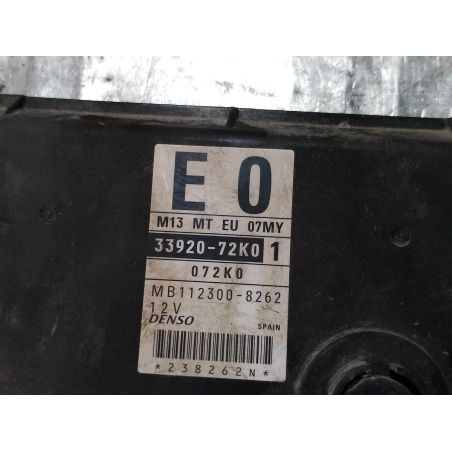 E 0
M13 MT EU 07MY
33920-72K0 1
072K0
MB112300-8262
12V
DENSO SPAIN
*238262N*